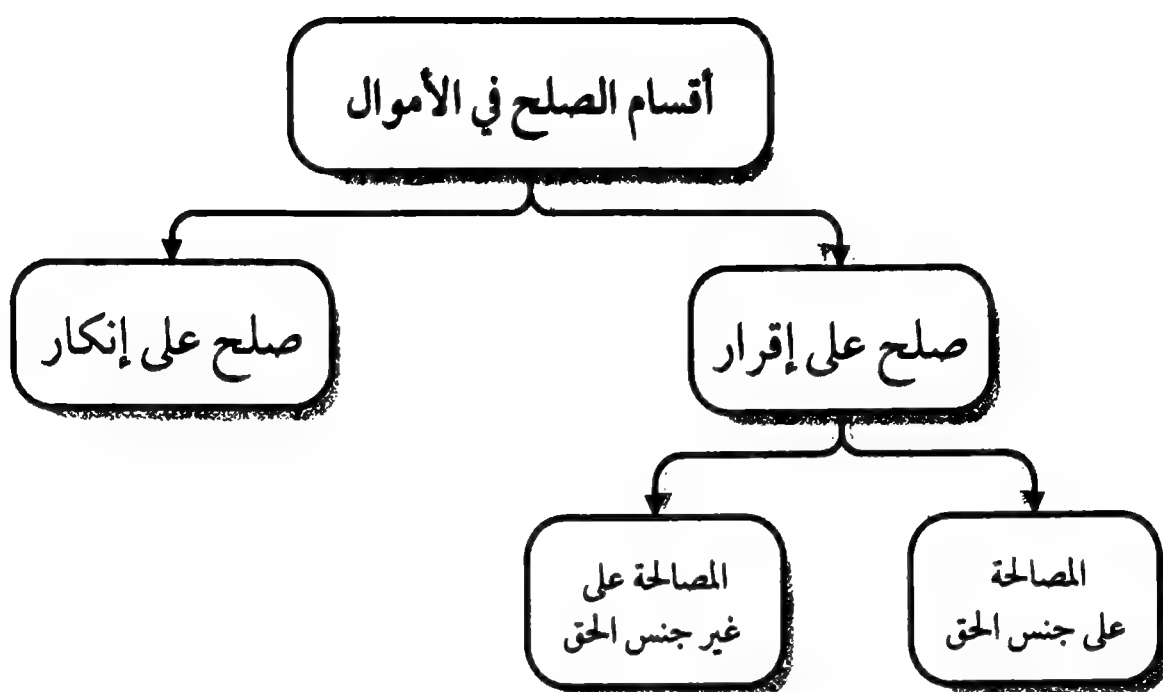 أقسام الصلح في الأموال
صلح على إقرار
صلح على إنكار
المصالحة
على جنس الحق
المصالحة على
غير جنس الحق